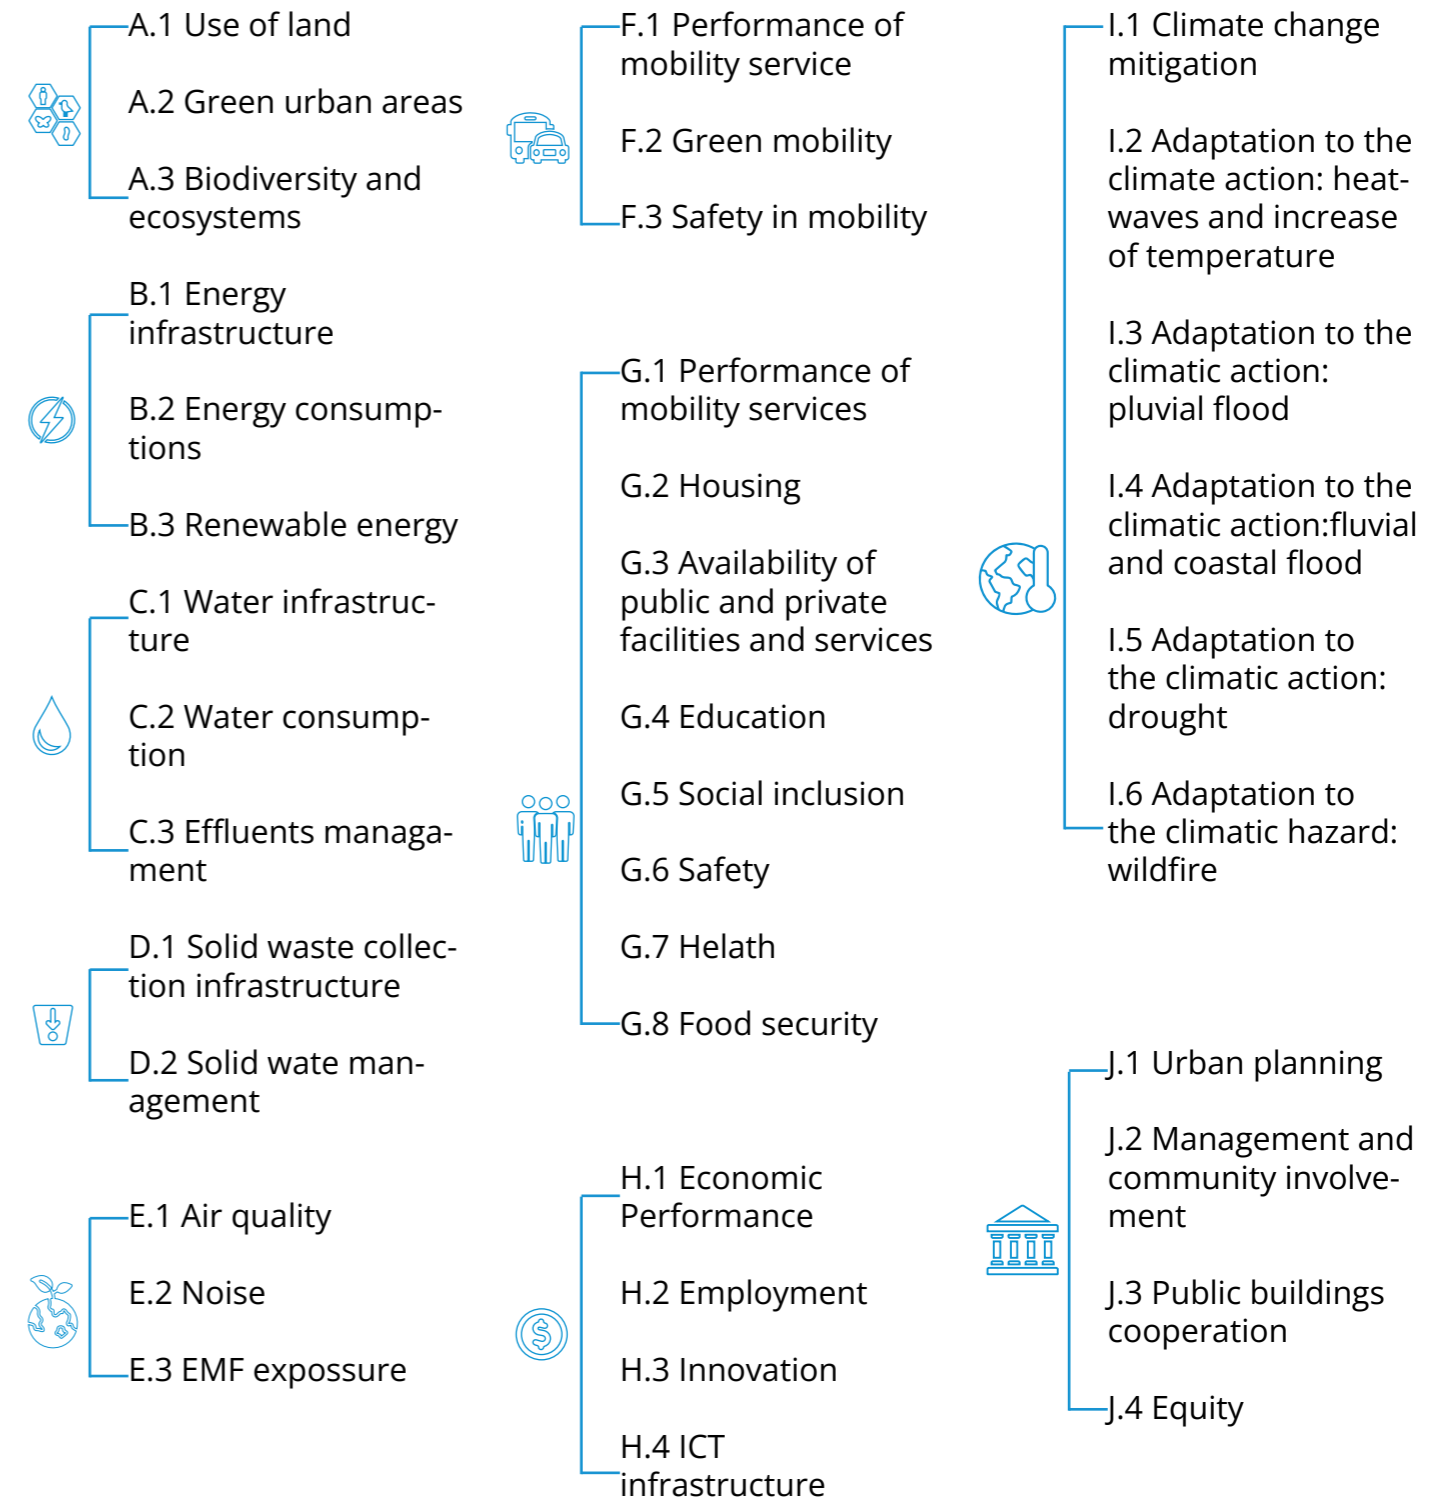 A.1 Use of land
A.2 Green urban areas
A.3 Biodiversity and
ecosystems
B.1 Energy
infrastructure
B.2 Energy consump-
tions
B.3 Renewable energy
C.1 Water infrastruc-
ture
C.2 Water consump-
tion
C.3 Effluents managa-
ment
D.1 Solid waste collec-
tion infrastructure
D.2 Solid wate man-
agement
E.1 Air quality
E.2 Noise
E.3 EMF expossure
F.1 Performance of
mobility service
F.2 Green mobility
F.3 Safety in mobility
G.1 Performance of
mobility services
G.2 Housing
G.3 Availability of
public and private
facilities and services
G.4 Education
G.5 Social inclusion
G.6 Safety
G.7 Helath
G.8 Food security
H.1 Economic
Performance
H.2 Employment
H.3 Innovation
H.4 ICT
infrastructure
I.1 Climate change
mitigation
I.2 Adaptation to the
climate action: heat-
waves and increase
of temperature
I.3 Adaptation to the
climatic action:
pluvial flood
I.4 Adaptation to the
climatic action:fluvial
and coastal flood
I.5 Adaptation to
the climatic action:
drought
I.6 Adaptation to
the climatic hazard:
wildfire
J.1 Urban planning
J.2 Management and
community involve-
ment
J.3 Public buildings
cooperation
J.4 Equity